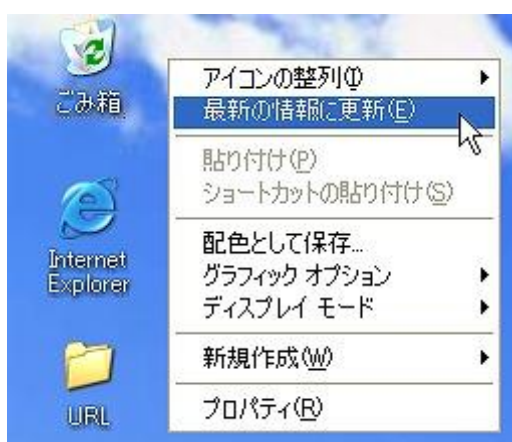 ごみ箱
Internet
Explorer
URL
アイコンの整列(I)
最新の情報に更新(E)
貼り付け(P)
ショートカットの貼り付け(S)
配色として保存...
グラフィック オプション
ディスプレイ モード
新規作成(W)
プロパティ(R)